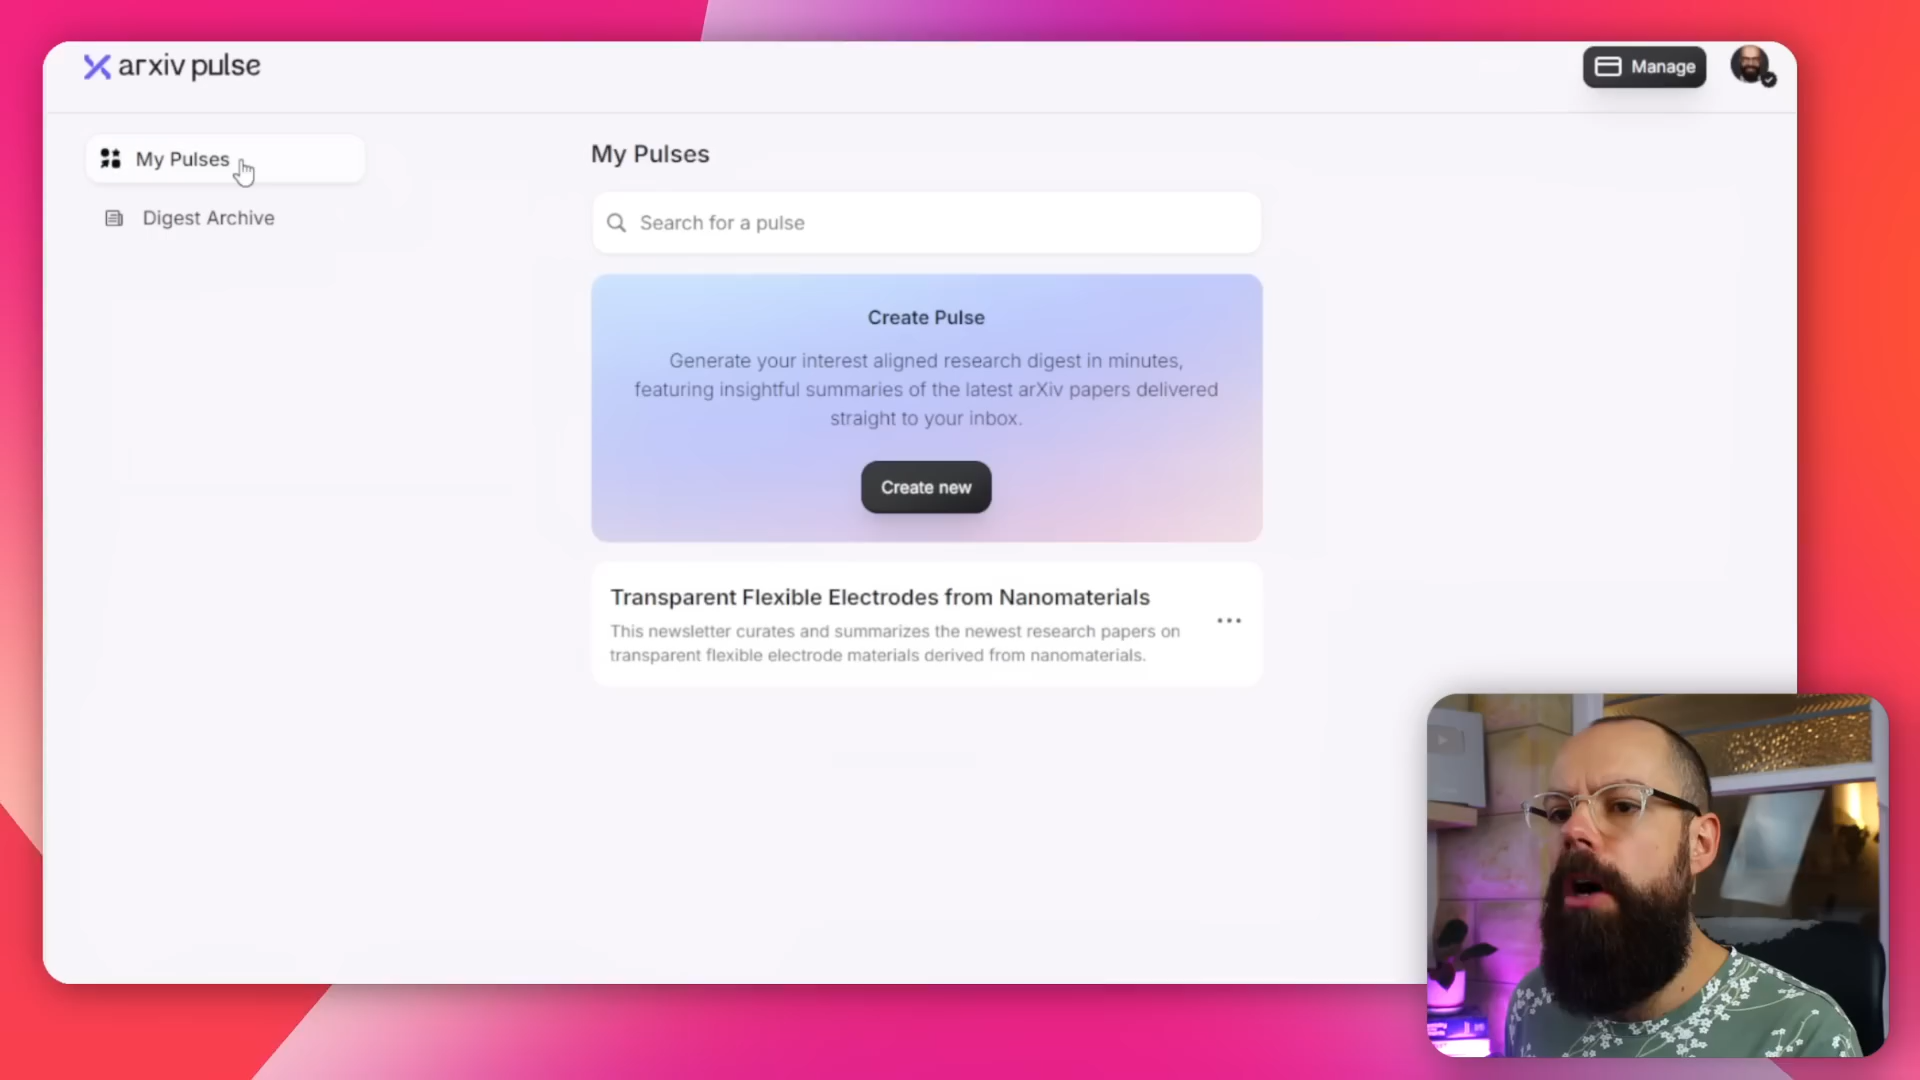 arxiv pulse
Manage
My Pulses
Digest Archive
My Pulses
Search for a pulse
Create Pulse
Generate your interest aligned research digest in minutes,
featuring insightful summaries of the latest arXiv papers delivered
straight to your inbox.
Create new
Transparent Flexible Electrodes from Nanomaterials
This newsletter curates and summarizes the newest research papers on
transparent flexible electrode materials derived from nanomaterials.